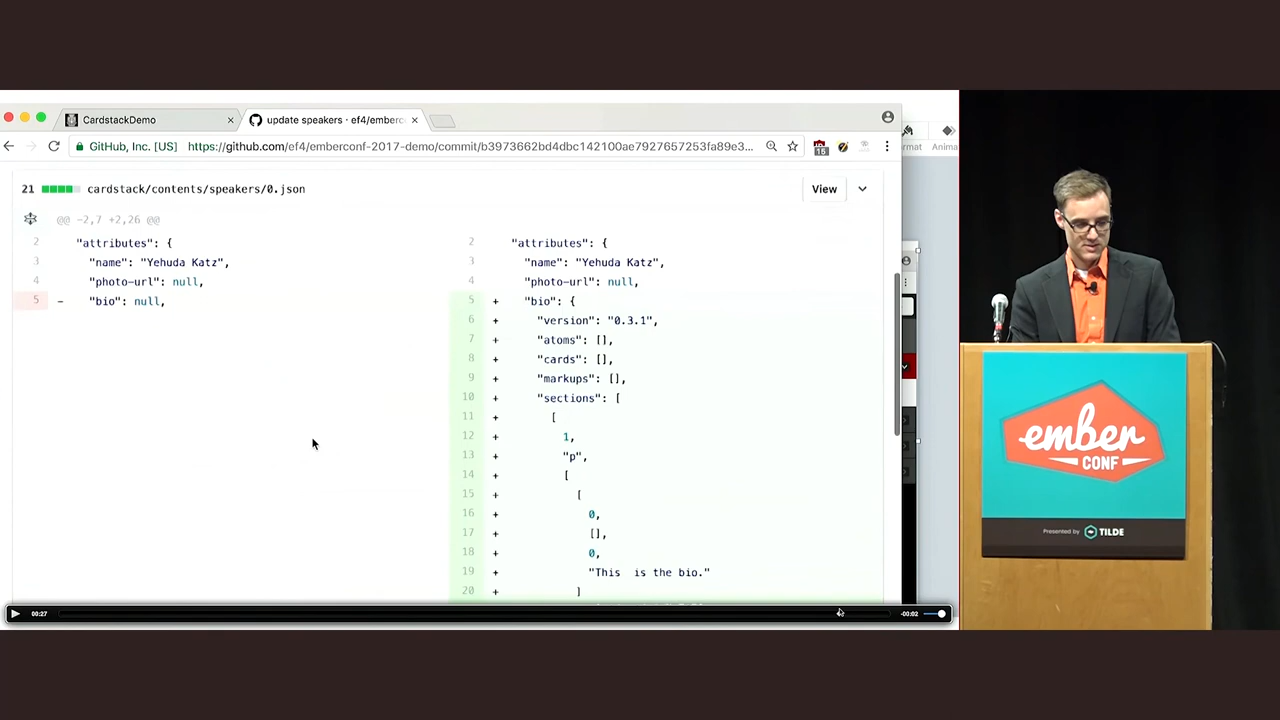 CardstackDemo
update speakers · ef4/emberc
GitHub, Inc. [US] https://github.com/ef4/emberconf-2017-demo/commit/b3973662bd4dbc142100ae7927657253fa89e3...
15
rmat
Anima
21 cardstack/contents/speakers/0.json View
@@ -2,7 +2,26 @@
2 "attributes": {
3 "name": "Yehuda Katz",
4 "photo-url": null,
5 - "bio": null,
2 "attributes": {
3 "name": "Yehuda Katz",
4 "photo-url": null,
5 + "bio": {
6 + "version": "0.3.1",
7 + "atoms": [],
8 + "cards": [],
9 + "markups": [],
10 + "sections": [
11 + [
12 + 1,
13 + "p",
14 + [
15 + [
16 + 0,
17 + [],
18 + 0,
19 + "This  is the bio."
20 + ]
00:27
-00:02
ember
CONF
Presented by TILDE